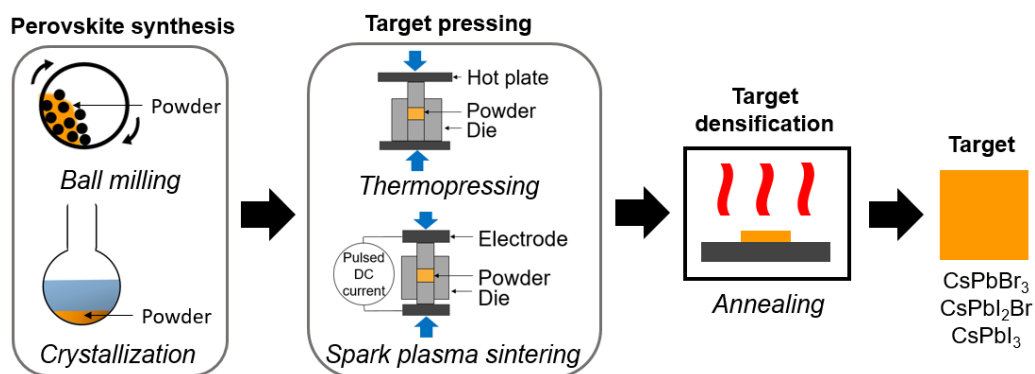 Perovskite synthesis
Powder
Ball milling
Powder
Crystallization
Target pressing
Hot plate
Powder
Die
Thermopressing
Pulsed
DC
current
Electrode
Powder
Die
Spark plasma sintering
Target
densification
Annealing
Target
CsPbBr₃
CsPbI₂Br
CsPbI₃